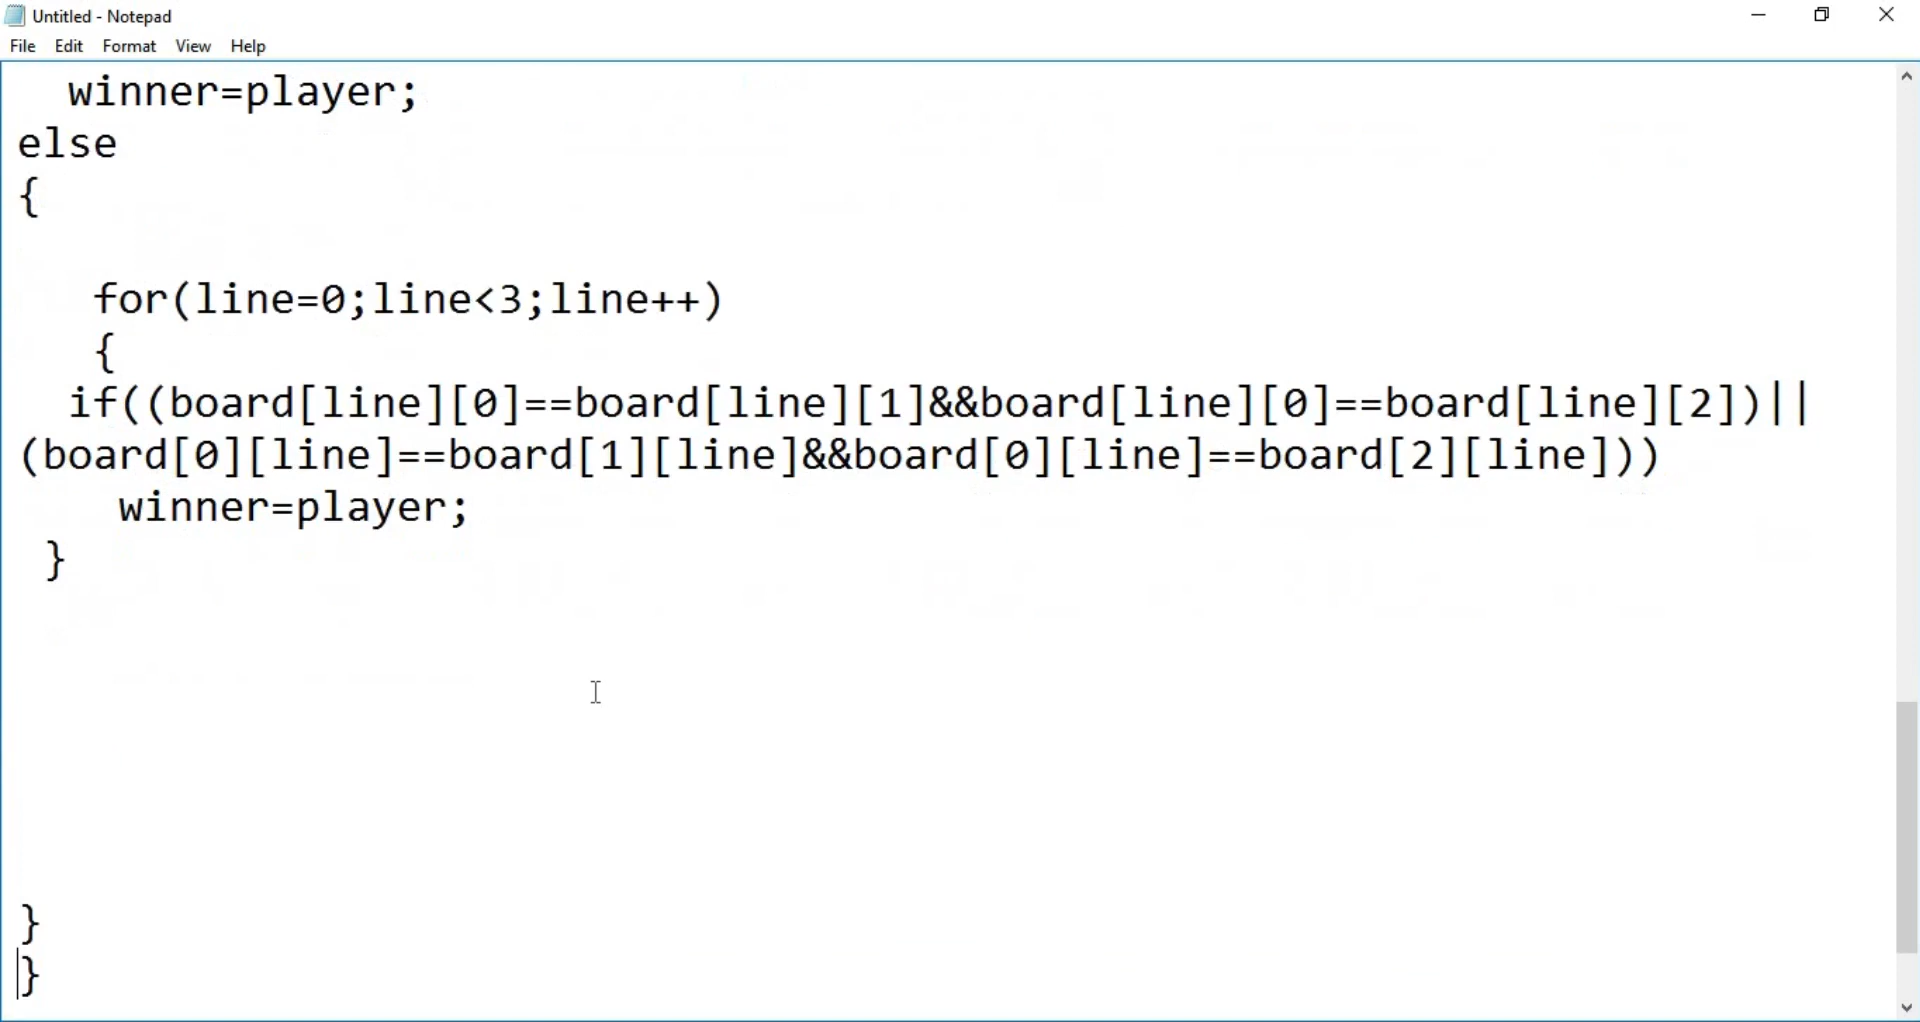 Untitled - Notepad
File Edit Format View Help
winner=player;
else
{
for(line=0;line<3;line++)
{
if((board[line][0]==board[line][1]&&board[line][0]==board[line][2])||
(board[0][line]==board[1][line]&&board[0][line]==board[2][line]))
winner=player;
}
}
}